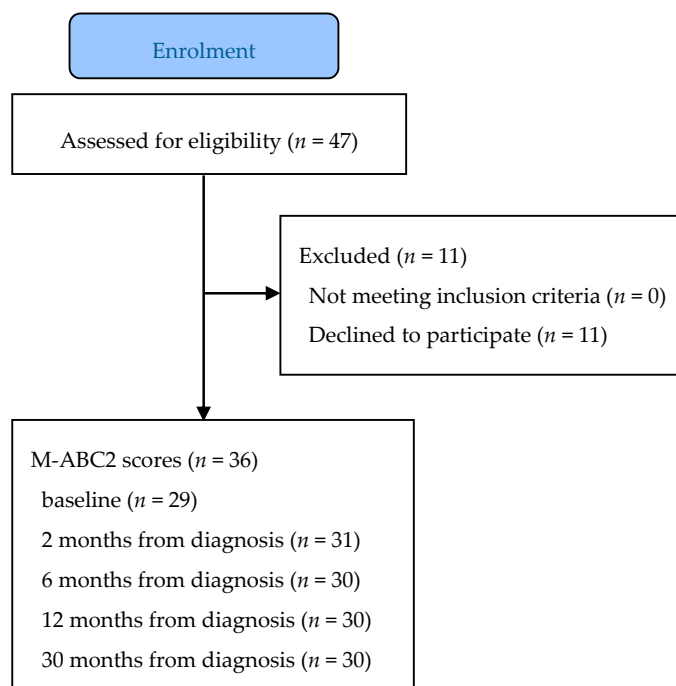 Enrolment
Assessed for eligibility (n = 47)
Excluded (n = 11)
Not meeting inclusion criteria (n = 0)
Declined to participate (n = 11)
M-ABC2 scores (n = 36)
baseline (n = 29)
2 months from diagnosis (n = 31)
6 months from diagnosis (n = 30)
12 months from diagnosis (n = 30)
30 months from diagnosis (n = 30)